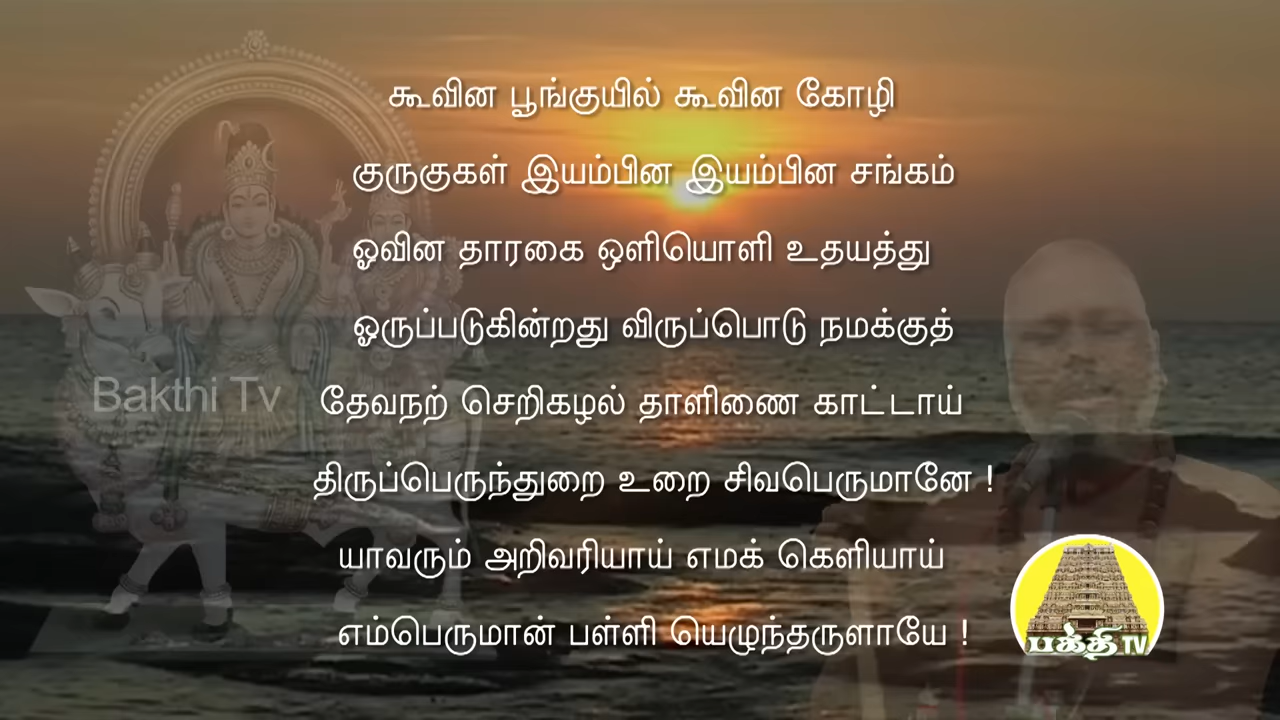 கூவின பூங்குயில் கூவின கோழி
குருகுகள் இயம்பின இயம்பின சங்கம்
ஓவின தாரகை ஒளியொளி உதயத்து
ஓருப்படுகின்றது விருப்பொடு நமக்குத்
தேவநற் செறிகழல் தாளிணை காட்டாய்
திருப்பெருந்துறை உறை சிவபெருமானே !
யாவரும் அறிவரியாய் எமக் கெளியாய்
எம்பெருமான் பள்ளி யெழுந்தருளாயே !
Bakthi Tv
பக்தி TV